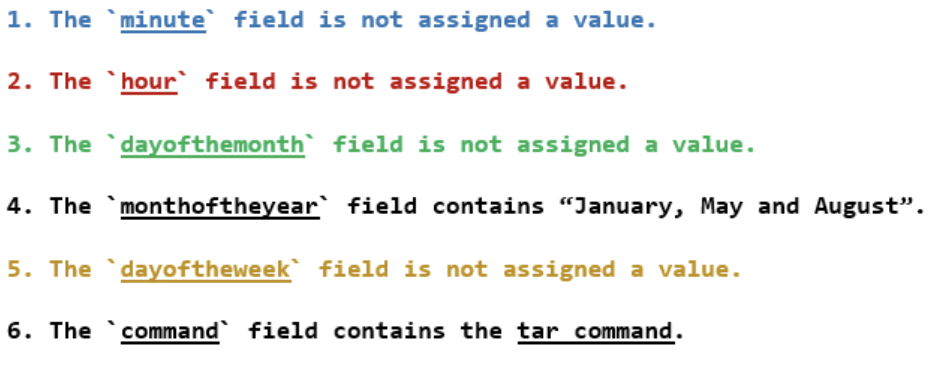 1. The `minute` field is not assigned a value.
2. The `hour` field is not assigned a value.
3. The `dayofthemonth` field is not assigned a value.
4. The `monthoftheyear` field contains “January, May and August”.
5. The `dayoftheweek` field is not assigned a value.
6. The `command` field contains the tar command.